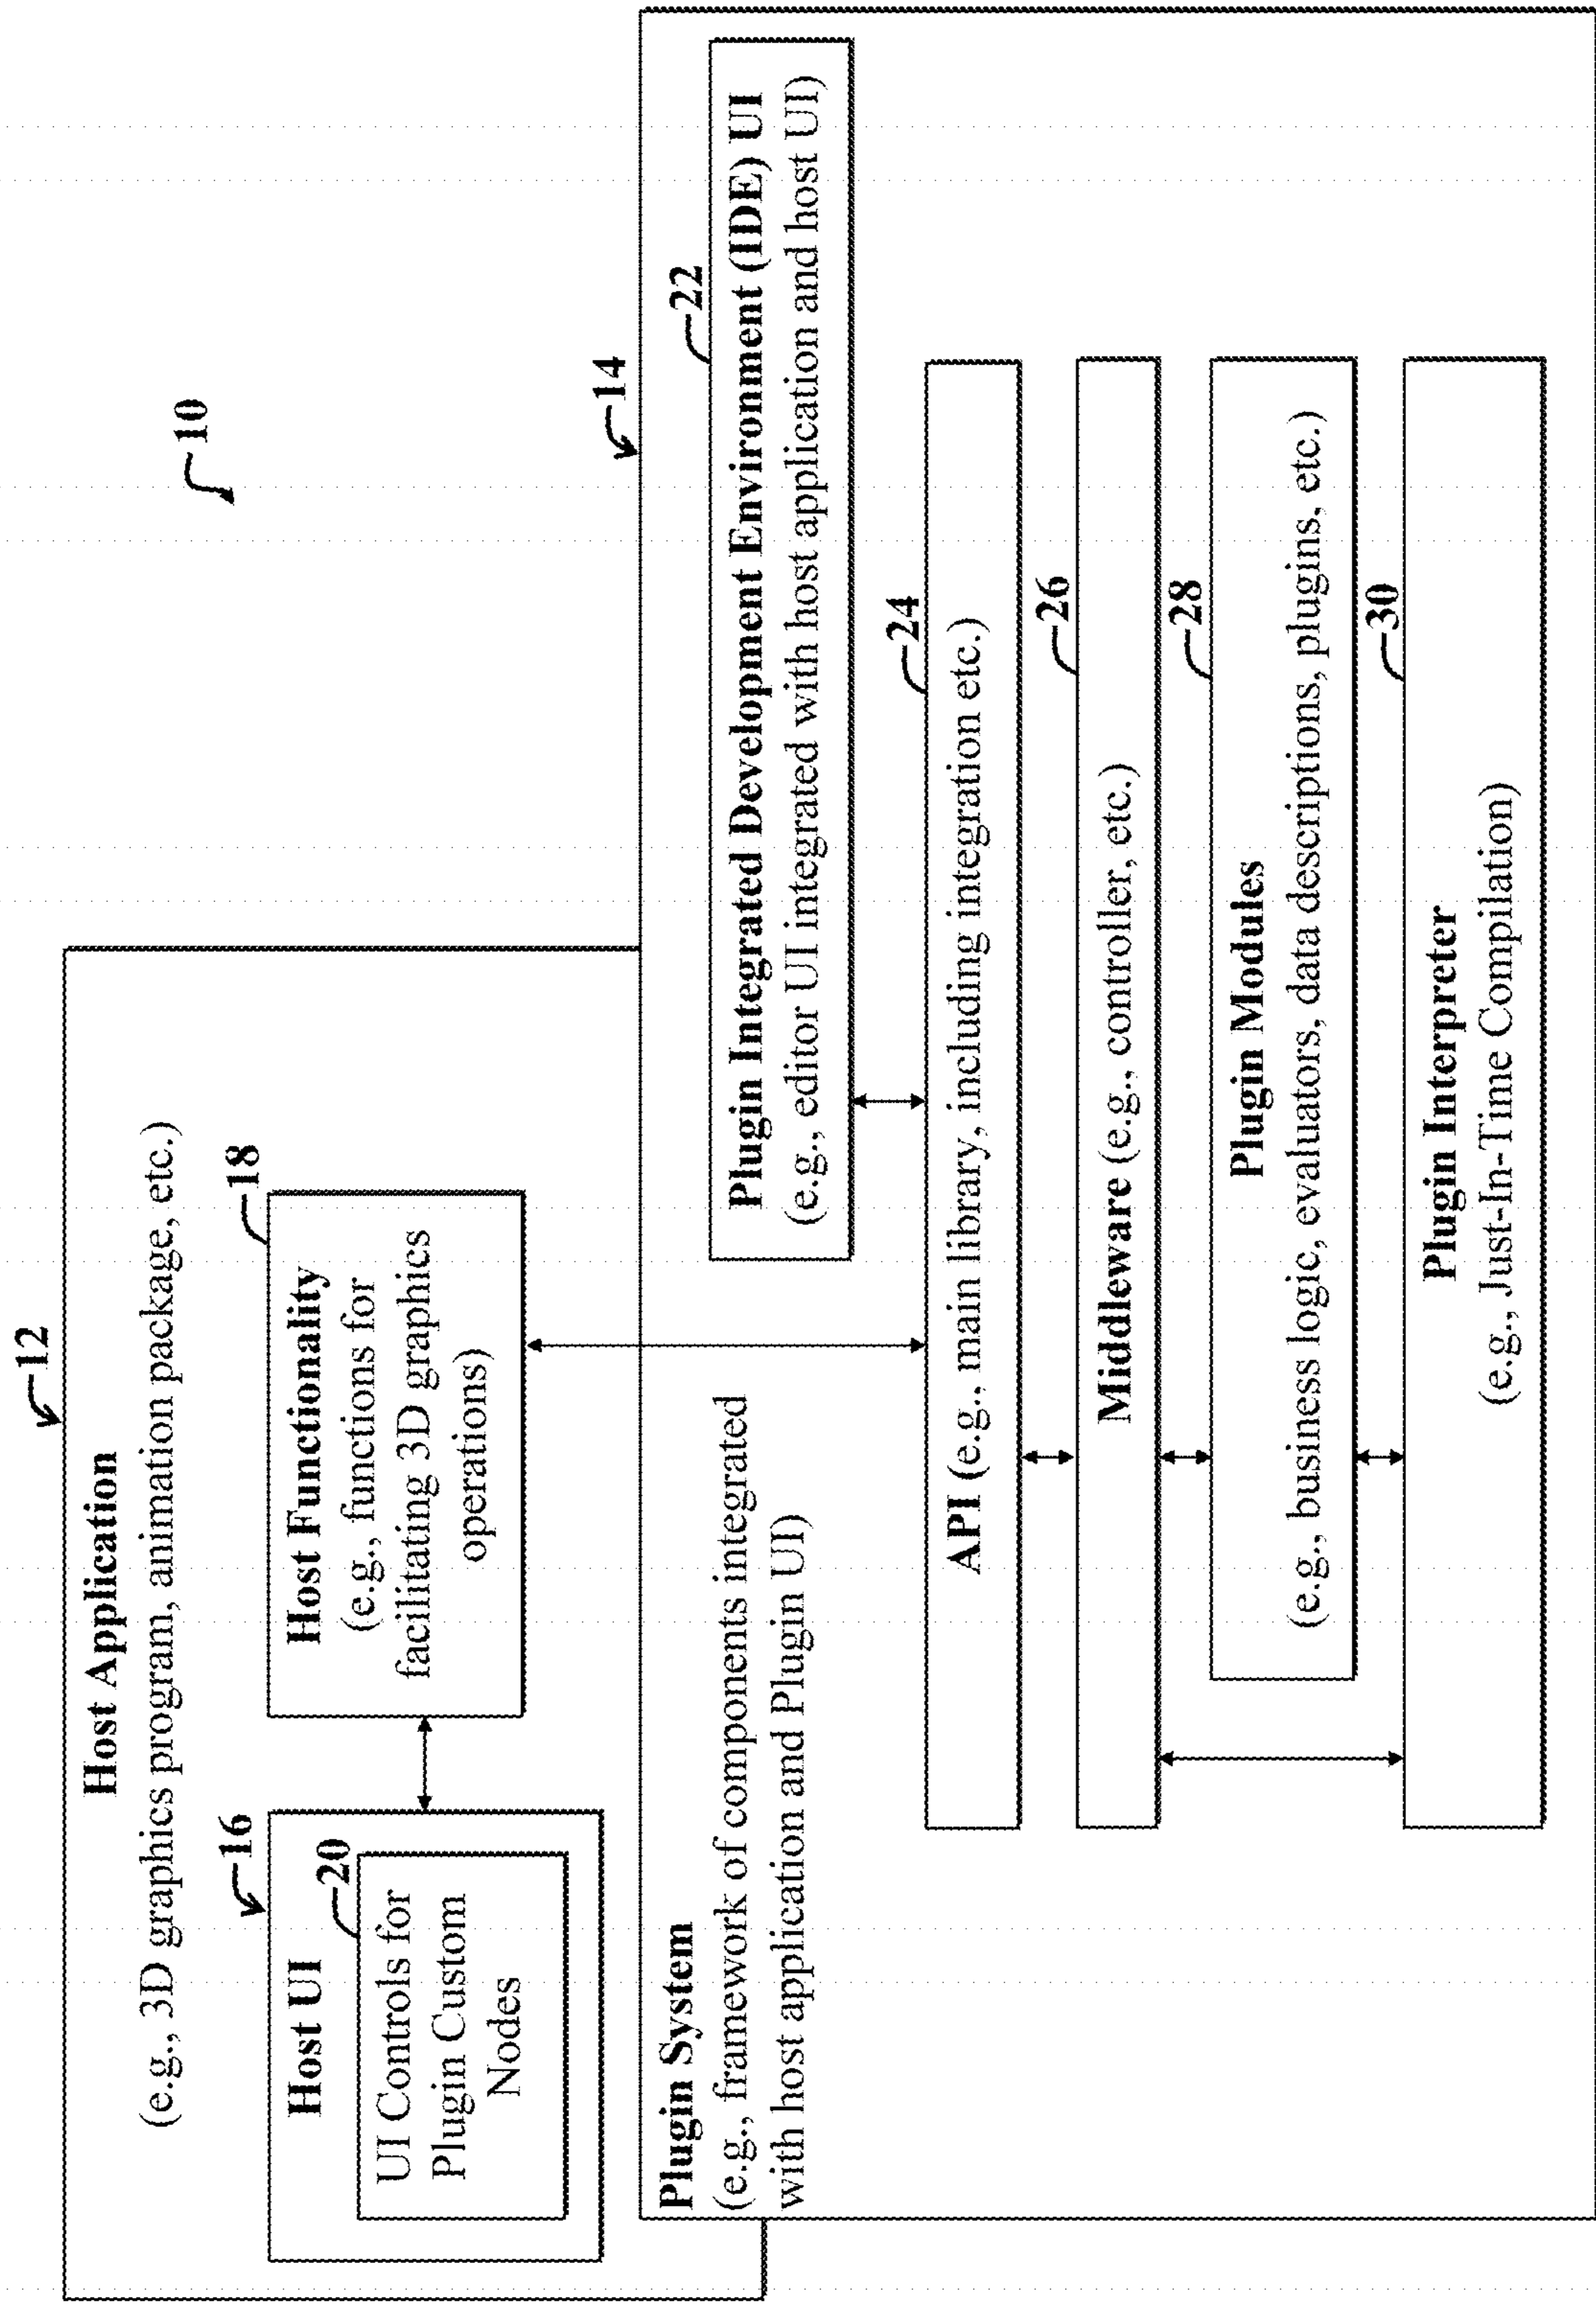 10
12
Host Application
(e.g., 3D graphics program, animation package, etc.)
16
Host UI
20
UI Controls for
Plugin Custom
Nodes
18
Host Functionality
(e.g., functions for
facilitating 3D graphics
operations)
14
Plugin System
(e.g., framework of components integrated
with host application and Plugin UI)
22
Plugin Integrated Development Environment (IDE) UI
(e.g., editor UI integrated with host application and host UI)
24
API (e.g., main library, including integration etc.)
26
Middleware (e.g., controller, etc.)
28
Plugin Modules
(e.g., business logic, evaluators, data descriptions, plugins, etc.)
30
Plugin Interpreter
(e.g., Just-In-Time Compilation)